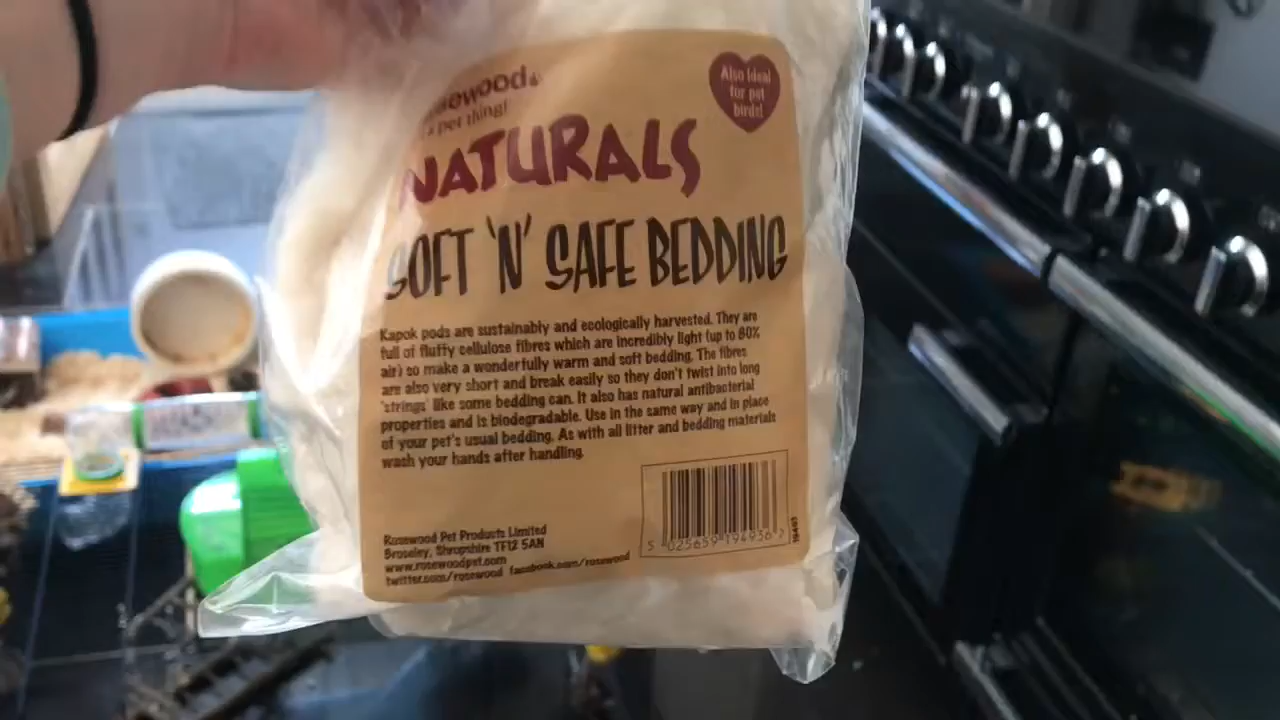 a pet thing!
NATURALS
Also ideal
for pet
birds!
SOFT 'N' SAFE BEDDING
Kapok pods are sustainably and ecologically harvested. They are
full of fluffy cellulose fibres which are incredibly light (up to 80%
air) so make a wonderfully warm and soft bedding. The fibres
are also very short and break easily so they don't twist into long
'strings' like some bedding can. It also has natural antibacterial
properties and is biodegradable. Use in the same way and in place
of your pet's usual bedding. As with all litter and bedding materials
wash your hands after handling.
Rosewood Pet Products Limited
Broseley, Shropshire TF12 5AN
www.rosewoodpet.com
twitter.com/rosewood facebook.com/rosewood
5 025659 194936
19493